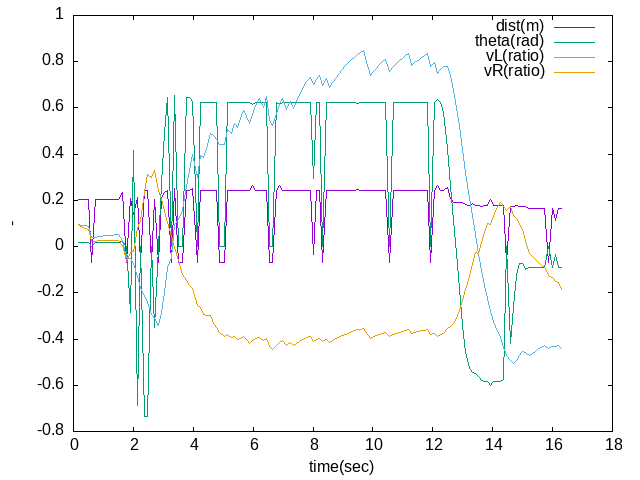 1
0.8
0.6
0.4
0.2
0
-0.2
-0.4
-0.6
-0.8
-
dist(m)
theta(rad)
vL(ratio)
vR(ratio)
0 2 4 6 8 10 12 14 16 18
time(sec)